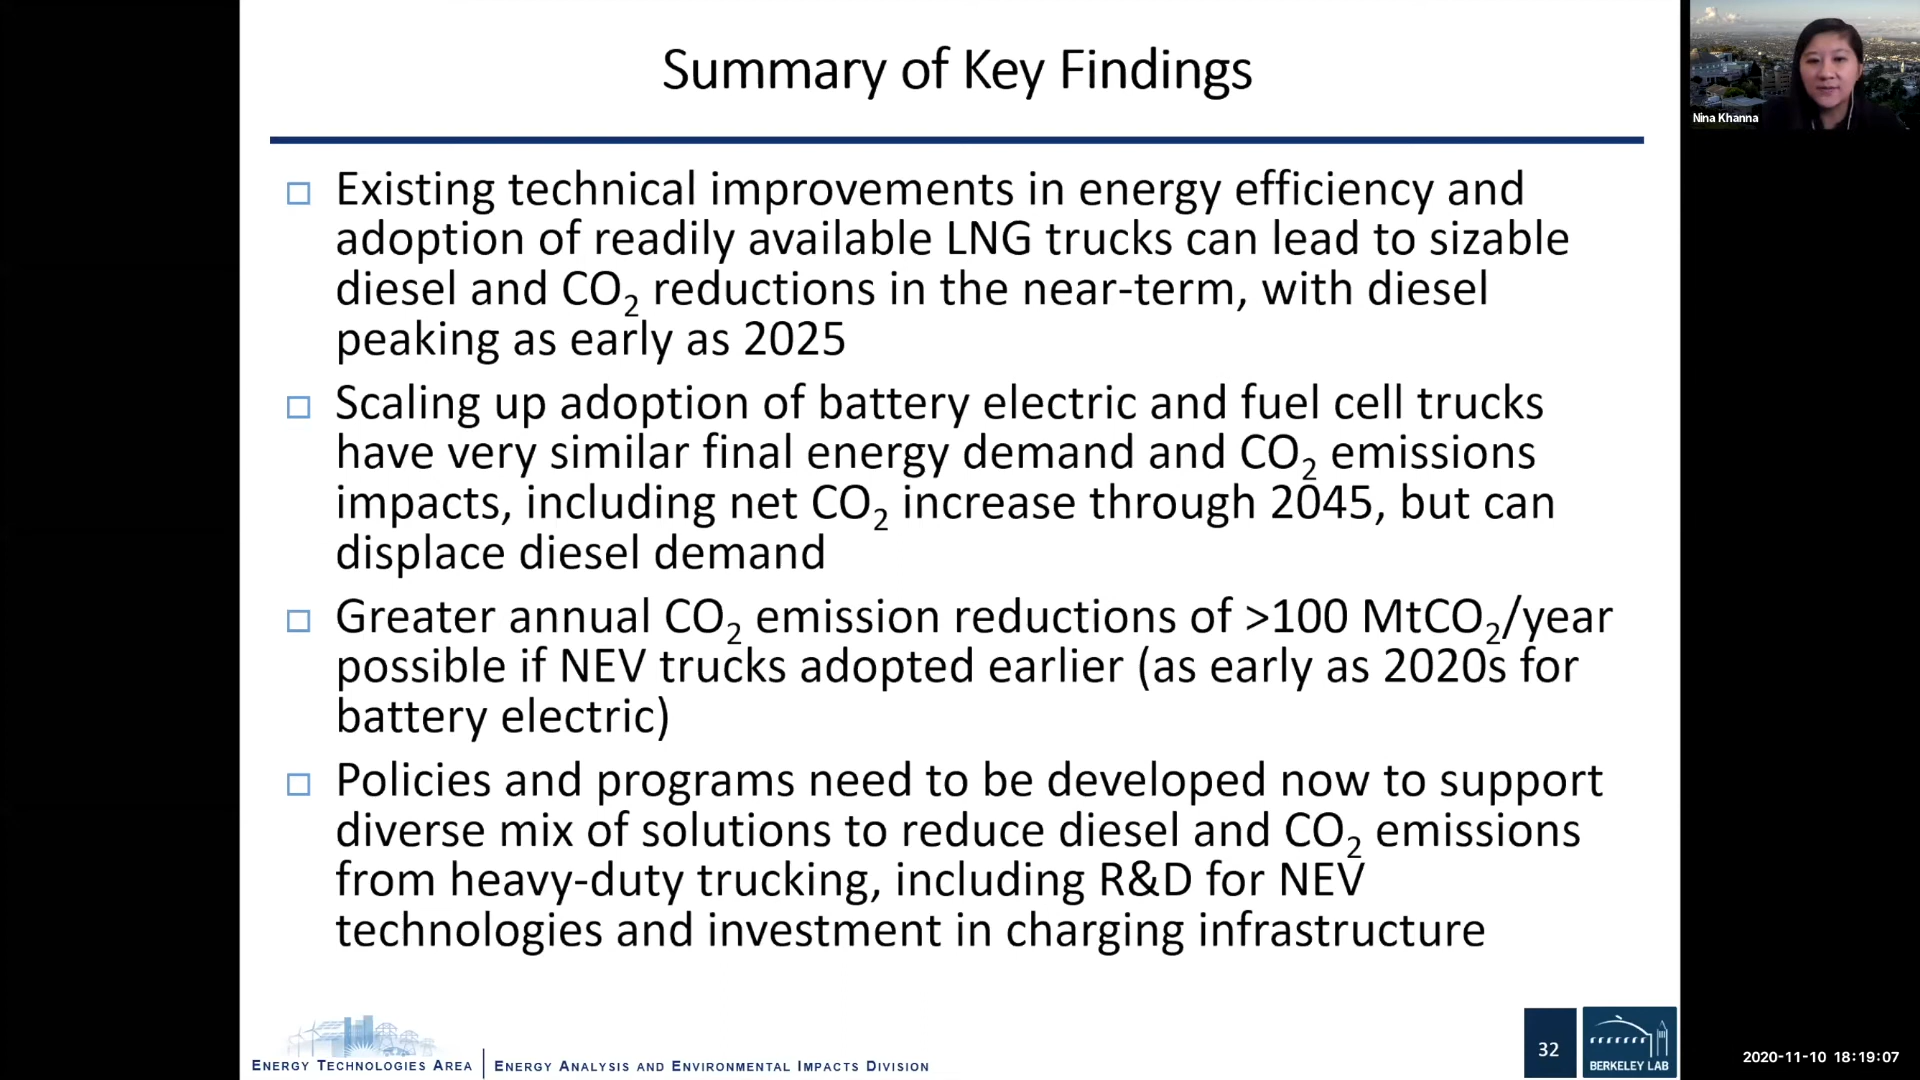 Summary of Key Findings
Nina Khanna
Existing technical improvements in energy efficiency and
adoption of readily available LNG trucks can lead to sizable
diesel and CO₂ reductions in the near-term, with diesel
peaking as early as 2025
Scaling up adoption of battery electric and fuel cell trucks
have very similar final energy demand and CO₂ emissions
impacts, including net CO₂ increase through 2045, but can
displace diesel demand
Greater annual CO₂ emission reductions of >100 MtCO₂/year
possible if NEV trucks adopted earlier (as early as 2020s for
battery electric)
Policies and programs need to be developed now to support
diverse mix of solutions to reduce diesel and CO₂ emissions
from heavy-duty trucking, including R&D for NEV
technologies and investment in charging infrastructure
ENERGY TECHNOLOGIES AREA
ENERGY ANALYSIS AND ENVIRONMENTAL IMPACTS DIVISION
32
BERKELEY LAB
2020-11-10 18:19:07